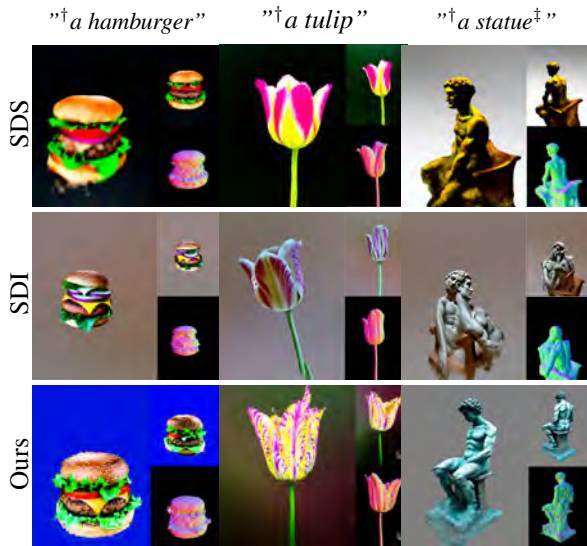 "†a hamburger" "†a tulip" "†a statue‡"
SDS
SDI
Ours